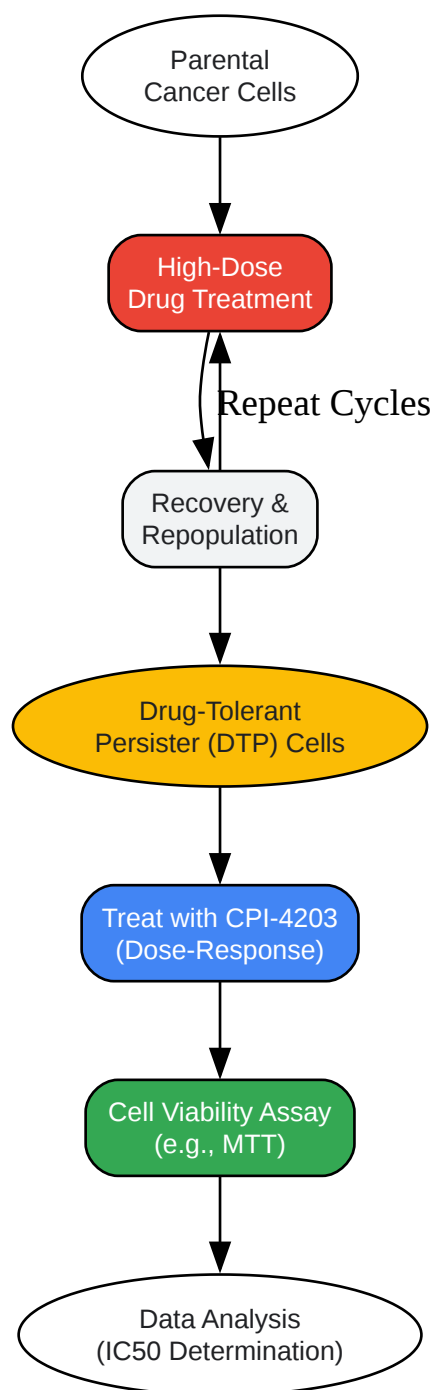 Parental
Cancer Cells
High-Dose
Drug Treatment
Repeat Cycles
Recovery &
Repopulation
Drug-Tolerant
Persister (DTP) Cells
Treat with CPI-4203
(Dose-Response)
Cell Viability Assay
(e.g., MTT)
Data Analysis
(IC50 Determination)